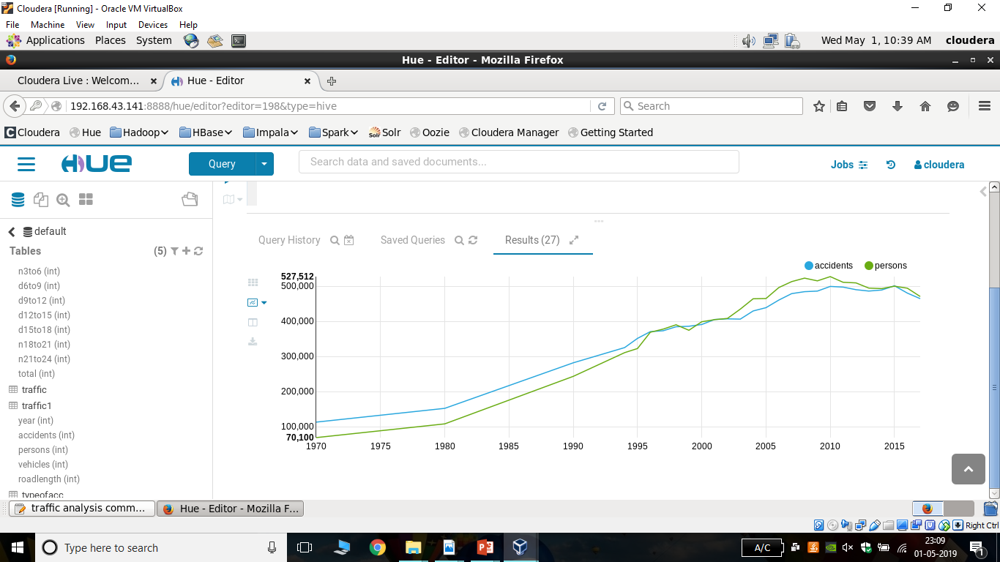 Cloudera [Running] - Oracle VM VirtualBox
File Machine View Input Devices Help
Applications Places System Wed May 1, 10:39 AM cloudera
Hue - Editor - Mozilla Firefox
Cloudera Live : Welcom... Hue - Editor
192.168.43.141:8888/hue/editor?editor=198&type=hive Search
Cloudera Hue Hadoop HBase Impala Spark Solr Oozie Cloudera Manager Getting Started
HUE Query Search data and saved documents... Jobs cloudera
default
Tables (5)
n3to6 (int)
d6to9 (int)
d9to12 (int)
d12to15 (int)
d15to18 (int)
n18to21 (int)
n21to24 (int)
total (int)
traffic
traffic1
year (int)
accidents (int)
persons (int)
vehicles (int)
roadlength (int)
typeofacc
Query History Saved Queries Results (27)
accidents persons
527,512
500,000
400,000
300,000
200,000
100,000
70,100
1970 1975 1980 1985 1990 1995 2000 2005 2010 2015
traffic analysis comm... Hue - Editor - Mozilla F...
Right Ctrl
Type here to search A/C 23:09
01-05-2019 1